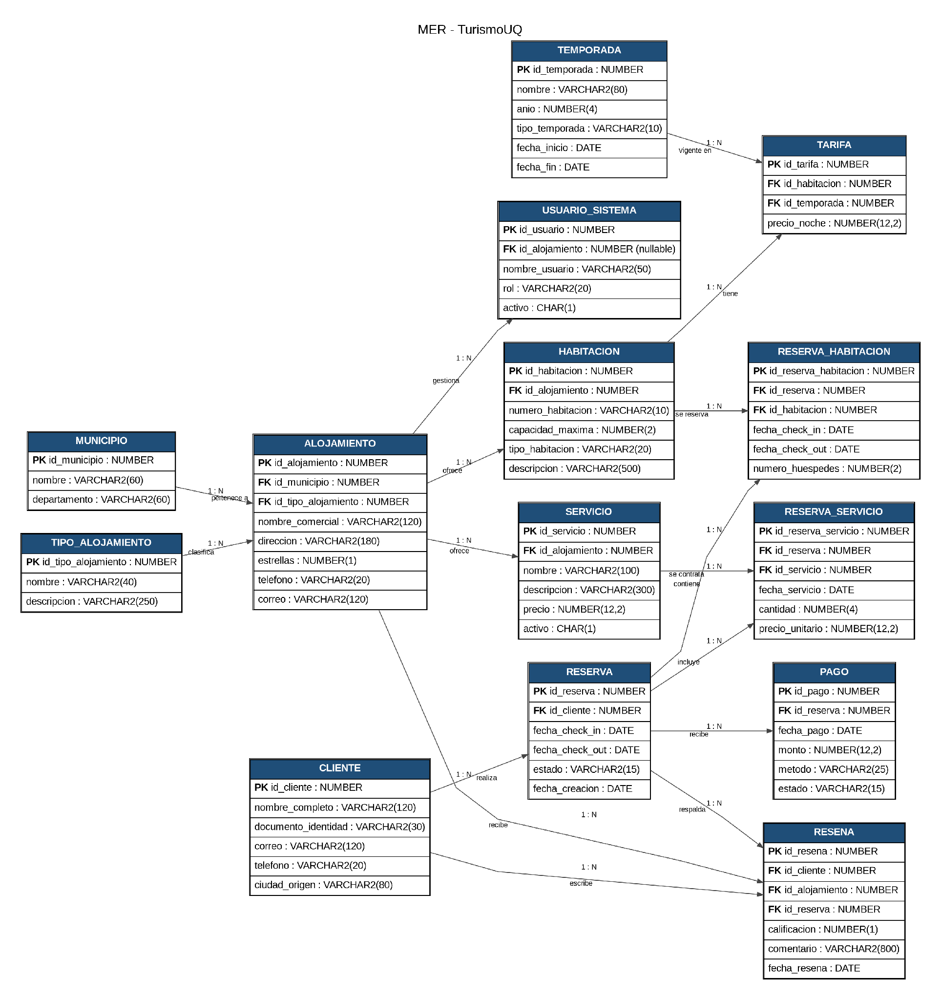 MER - TurismoUQ
TEMPORADA
PK id_temporada : NUMBER
nombre : VARCHAR2(80)
anio : NUMBER(4)
tipo_temporada : VARCHAR2(10)
fecha_inicio : DATE
fecha_fin : DATE
1 : N
vigente en
TARIFA
PK id_tarifa : NUMBER
FK id_habitacion : NUMBER
FK id_temporada : NUMBER
precio_noche : NUMBER(12,2)
USUARIO_SISTEMA
PK id_usuario : NUMBER
FK id_alojamiento : NUMBER (nullable)
nombre_usuario : VARCHAR2(50)
rol : VARCHAR2(20)
activo : CHAR(1)
1 : N
tiene
1 : N
gestiona
HABITACION
PK id_habitacion : NUMBER
FK id_alojamiento : NUMBER
numero_habitacion : VARCHAR2(10)
capacidad_maxima : NUMBER(2)
tipo_habitacion : VARCHAR2(20)
descripcion : VARCHAR2(500)
1 : N
se reserva
RESERVA_HABITACION
PK id_reserva_habitacion : NUMBER
FK id_reserva : NUMBER
FK id_habitacion : NUMBER
fecha_check_in : DATE
fecha_check_out : DATE
numero_huespedes : NUMBER(2)
MUNICIPIO
PK id_municipio : NUMBER
nombre : VARCHAR2(60)
departamento : VARCHAR2(60)
1 : N
pertenece a
TIPO_ALOJAMIENTO
PK id_tipo_alojamiento : NUMBER
nombre : VARCHAR2(40)
descripcion : VARCHAR2(250)
1 : N
clasifica
ALOJAMIENTO
PK id_alojamiento : NUMBER
FK id_municipio : NUMBER
FK id_tipo_alojamiento : NUMBER
nombre_comercial : VARCHAR2(120)
direccion : VARCHAR2(180)
estrellas : NUMBER(1)
telefono : VARCHAR2(20)
correo : VARCHAR2(120)
1 : N
ofrece
1 : N
ofrece
SERVICIO
PK id_servicio : NUMBER
FK id_alojamiento : NUMBER
nombre : VARCHAR2(100)
descripcion : VARCHAR2(300)
precio : NUMBER(12,2)
activo : CHAR(1)
1 : N
1 : N
se contrata
contiene
RESERVA_SERVICIO
PK id_reserva_servicio : NUMBER
FK id_reserva : NUMBER
FK id_servicio : NUMBER
fecha_servicio : DATE
cantidad : NUMBER(4)
precio_unitario : NUMBER(12,2)
1 : N
incluye
RESERVA
PK id_reserva : NUMBER
FK id_cliente : NUMBER
fecha_check_in : DATE
fecha_check_out : DATE
estado : VARCHAR2(15)
fecha_creacion : DATE
1 : N
recibe
PAGO
PK id_pago : NUMBER
FK id_reserva : NUMBER
fecha_pago : DATE
monto : NUMBER(12,2)
metodo : VARCHAR2(25)
estado : VARCHAR2(15)
CLIENTE
PK id_cliente : NUMBER
nombre_completo : VARCHAR2(120)
documento_identidad : VARCHAR2(30)
correo : VARCHAR2(120)
telefono : VARCHAR2(20)
ciudad_origen : VARCHAR2(80)
1 : N
realiza
1 : N
respalda
1 : N
recibe
1 : N
escribe
RESENA
PK id_resena : NUMBER
FK id_cliente : NUMBER
FK id_alojamiento : NUMBER
FK id_reserva : NUMBER
calificacion : NUMBER(1)
comentario : VARCHAR2(800)
fecha_resena : DATE